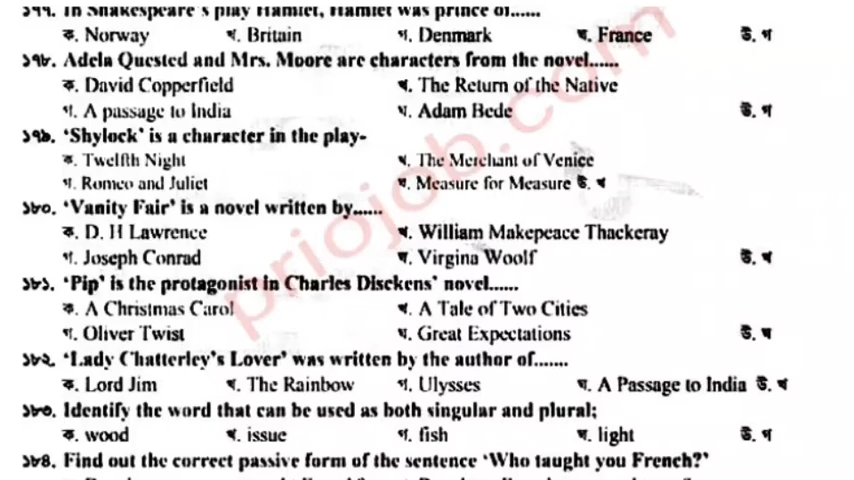 ১৭৭. In Shakespeare's play Hamlet, Hamlet was prince of......
ক. Norway খ. Britain গ. Denmark ঘ. France উ. গ
১৭৮. Adela Quested and Mrs. Moore are characters from the novel......
ক. David Copperfield খ. The Return of the Native
গ. A passage to India ঘ. Adam Bede উ. গ
১৭৯. 'Shylock' is a character in the play-
ক. Twelfth Night খ. The Merchant of Venice
গ. Romeo and Juliet ঘ. Measure for Measure উ. খ
১৮০. 'Vanity Fair' is a novel written by......
ক. D. H Lawrence খ. William Makepeace Thackeray
গ. Joseph Conrad ঘ. Virgina Woolf উ. খ
১৮১. 'Pip' is the protagonist in Charles Disckens' novel......
ক. A Christmas Carol খ. A Tale of Two Cities
গ. Oliver Twist ঘ. Great Expectations উ. ঘ
১৮২. 'Lady Chatterley's Lover' was written by the author of.......
ক. Lord Jim খ. The Rainbow গ. Ulysses ঘ. A Passage to India উ. খ
১৮৩. Identify the word that can be used as both singular and plural;
ক. wood খ. issue গ. fish ঘ. light উ. গ
১৮৪. Find out the correct passive form of the sentence 'Who taught you French?'
priojob.com